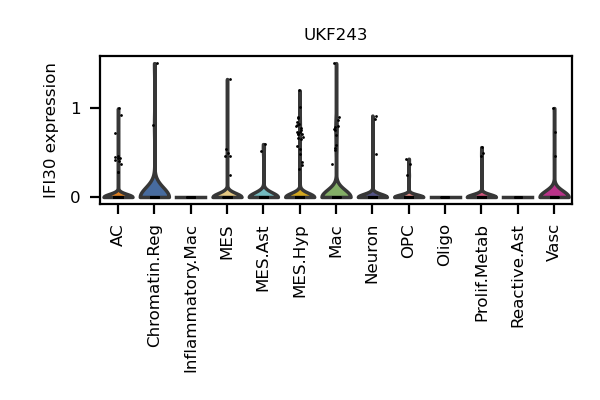 UKF243
IFI30 expression
1
0
AC
Chromatin.Reg
Inflammatory.Mac
MES
MES.Ast
MES.Hyp
Mac
Neuron
OPC
Oligo
Prolif.Metab
Reactive.Ast
Vasc